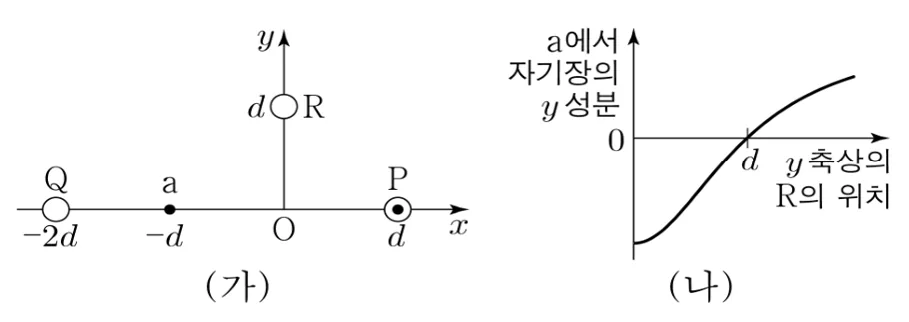 y
d R
Q a P
−2d −d O d x
(가)
a에서
자기장의
y 성분
0
d y 축상의
R의 위치
(나)